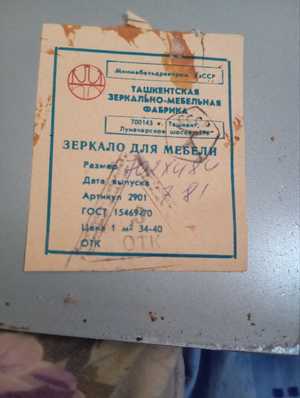 Минмебельдревпром УзССР
ТАШКЕНТСКАЯ
ЗЕРКАЛЬНО-МЕБЕЛЬНАЯ
ФАБРИКА
700143 г. Ташкент,
Луначарское шоссе
ЗЕРКАЛО ДЛЯ МЕБЕЛИ
Размер
Дата выпуска 81
Артикул 2901
ГОСТ 15469-70
Цена 1 м² 34-40
ОТК ОТК